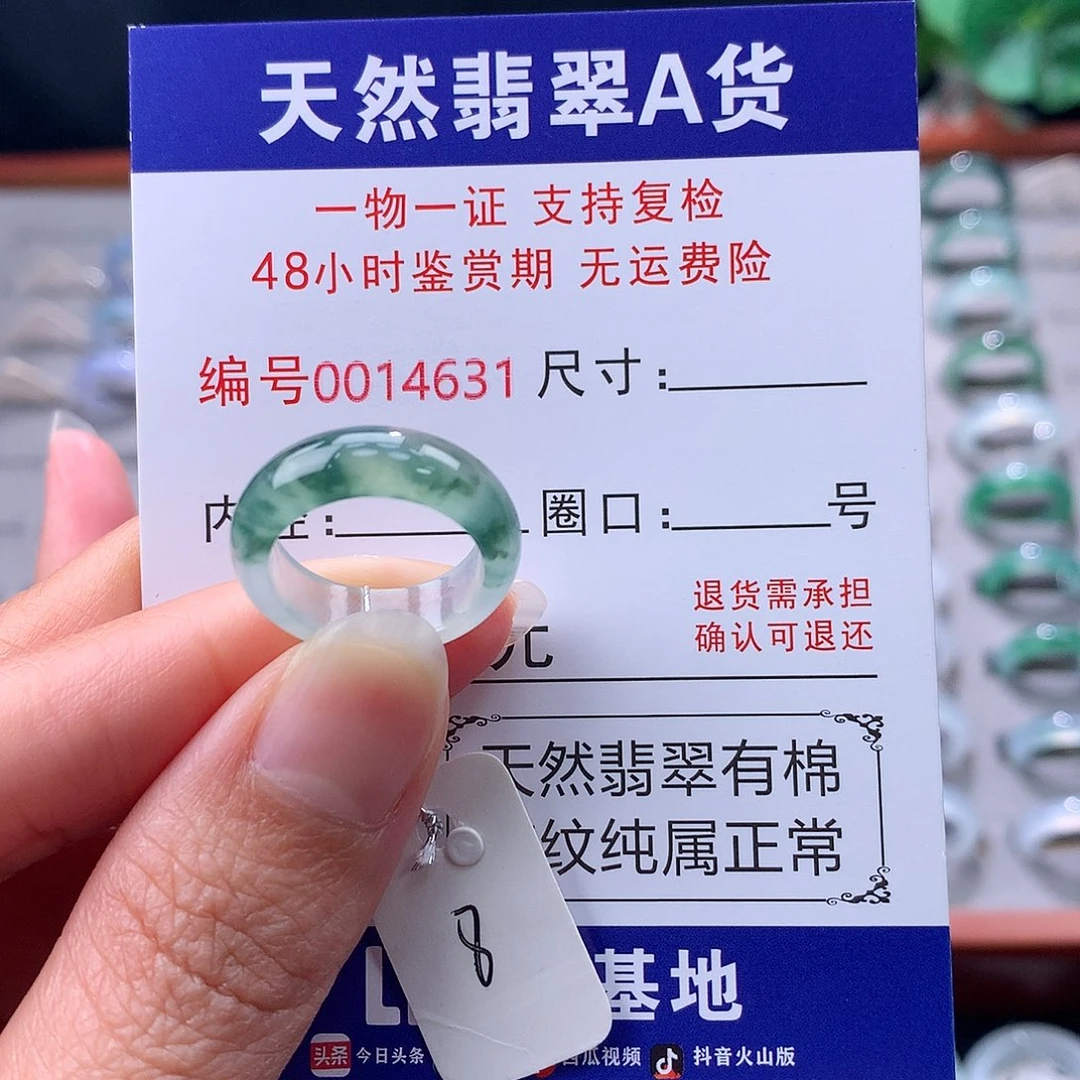 天然翡翠A货
一物一证 支持复检
48小时鉴赏期 无运费险
编号0014631 尺寸:
内径: 圈口: 号
退货需承担
元 确认可退还
天然翡翠有棉
纹纯属正常
8
基地
头条 今日头条 西瓜视频 抖音火山版